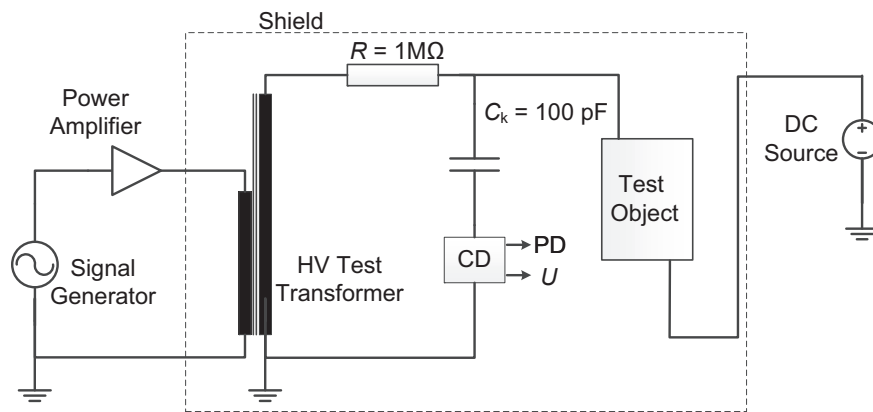 Shield
R = 1MΩ
Power
Amplifier
Ck = 100 pF
DC
Source
Test
Object
CD
PD
U
HV Test
Transformer
Signal
Generator